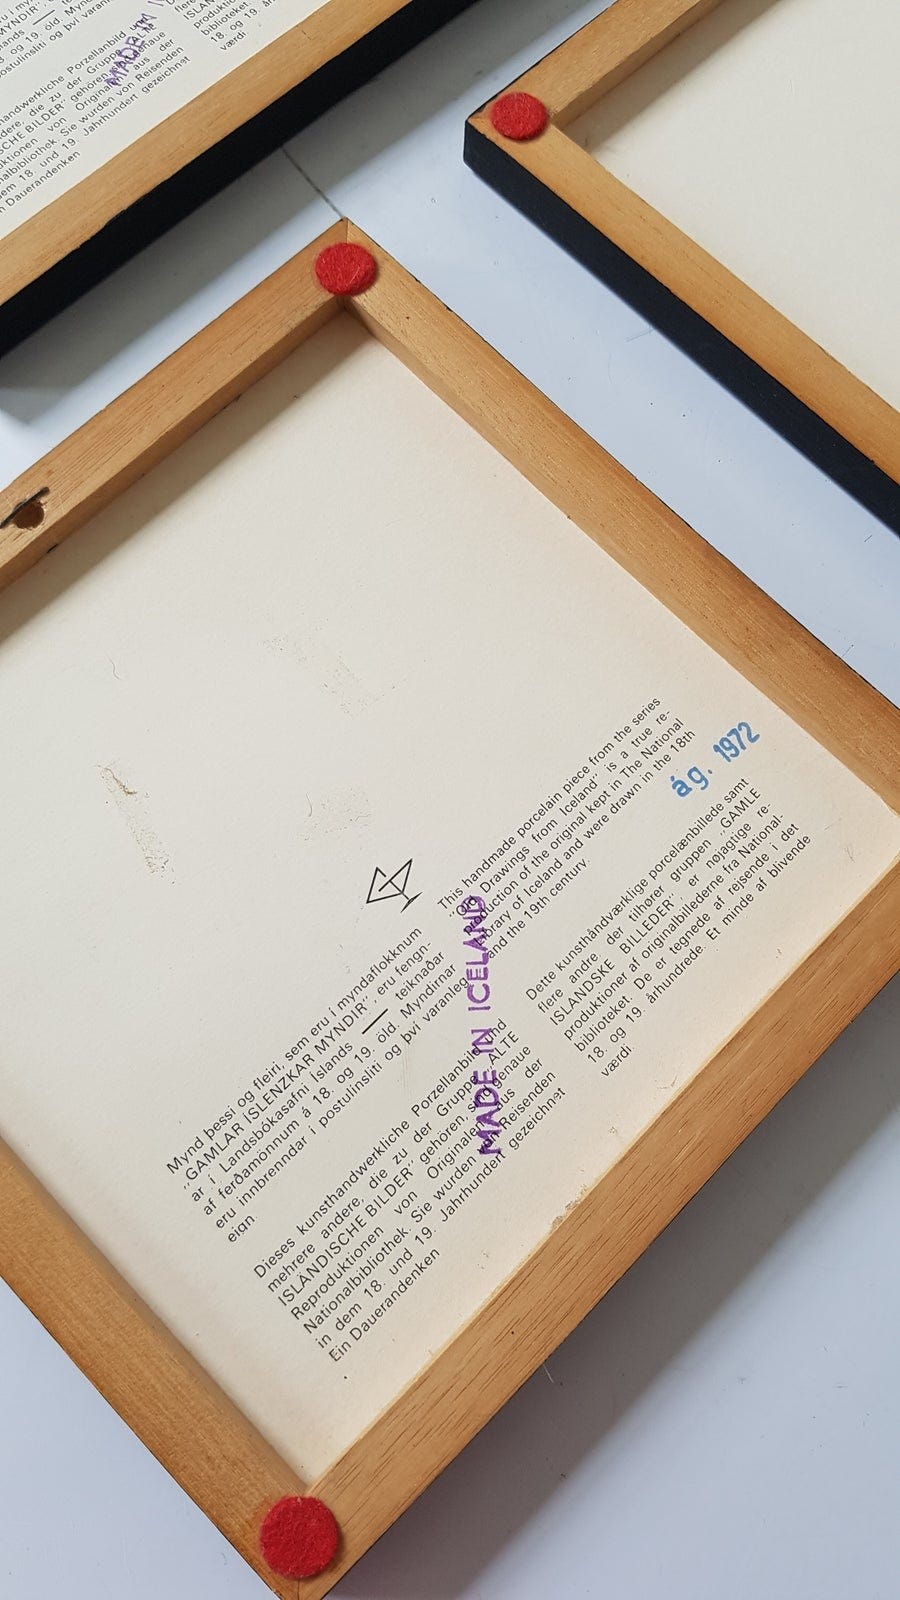 Mynd þessi og fleiri, sem eru í myndaflokknum
„GAMLAR ÍSLENZKAR MYNDIR", eru fengn-
ar í Landsbókasafni Íslands — teiknaðar
af ferðamönnum á 18. og 19. öld. Myndirnar
eru innbrenndar í postulínsliti og því varanleg
eign
This handmade porcelain piece from the series
„Old Drawings from Iceland" is a true re-
production of the original kept in The National
Library of Iceland and were drawn in the 18th
and the 19th century.
ág. 1972
Dieses kunsthandwerkliche Porzellanbild und
mehrere andere, die zu der Gruppe „ALTE
ISLÄNDISCHE BILDER" gehören, sind genaue
Reproduktionen von Originalen aus der
Nationalbibliothek. Sie wurden von Reisenden
in dem 18. und 19. Jahrhundert gezeichnet
Ein Dauerandenken
Dette kunsthåndværklige porcelænbillede samt
flere andre, der tilhører gruppen „GAMLE
ISLANDSKE BILLEDER", er nøjagtige re-
produktioner af originalbillederne fra National-
biblioteket. De er tegnede af rejsende i det
18. og 19. århundrede. Et minde af blivende
værdi
MADE IN ICELAND